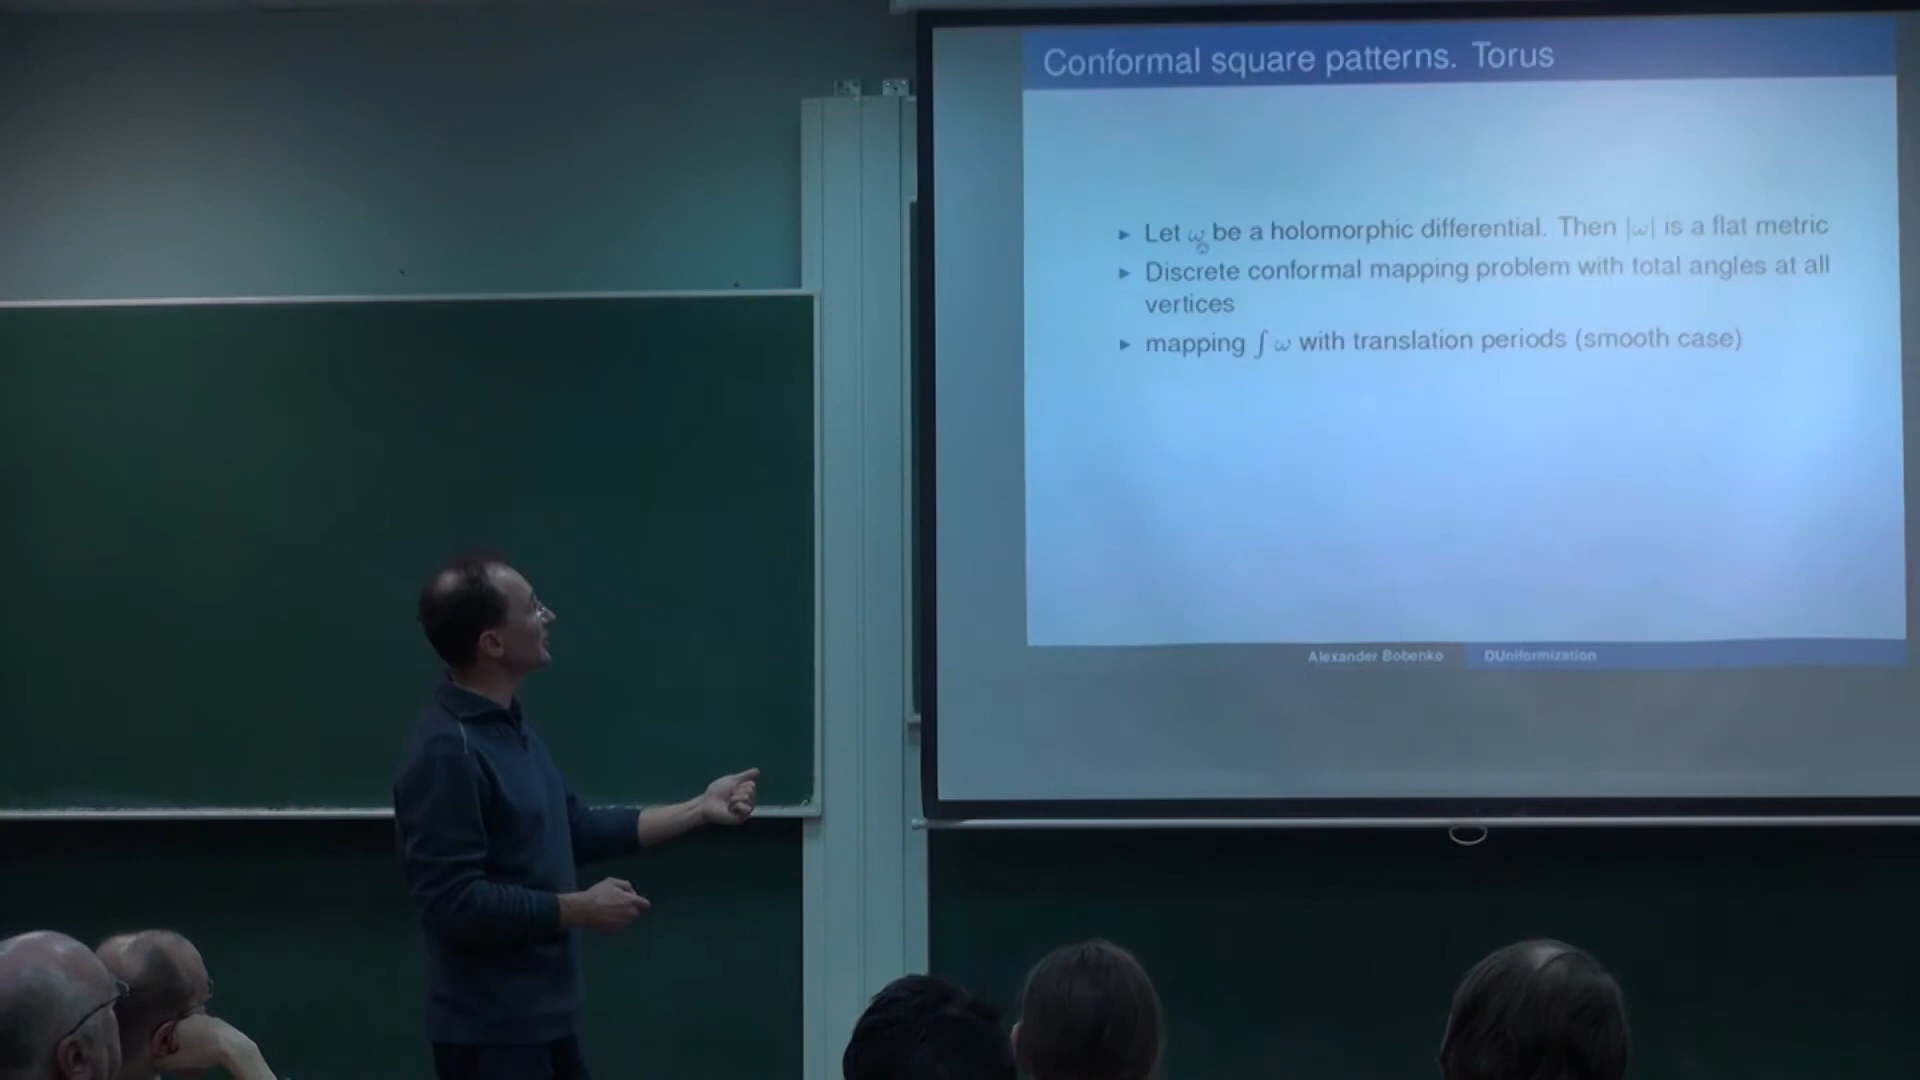 Conformal square patterns. Torus
▸ Let ω be a holomorphic differential. Then |ω| is a flat metric
▸ Discrete conformal mapping problem with total angles at all
vertices
▸ mapping ∫ ω with translation periods (smooth case)
Alexander Bobenko DUniformization